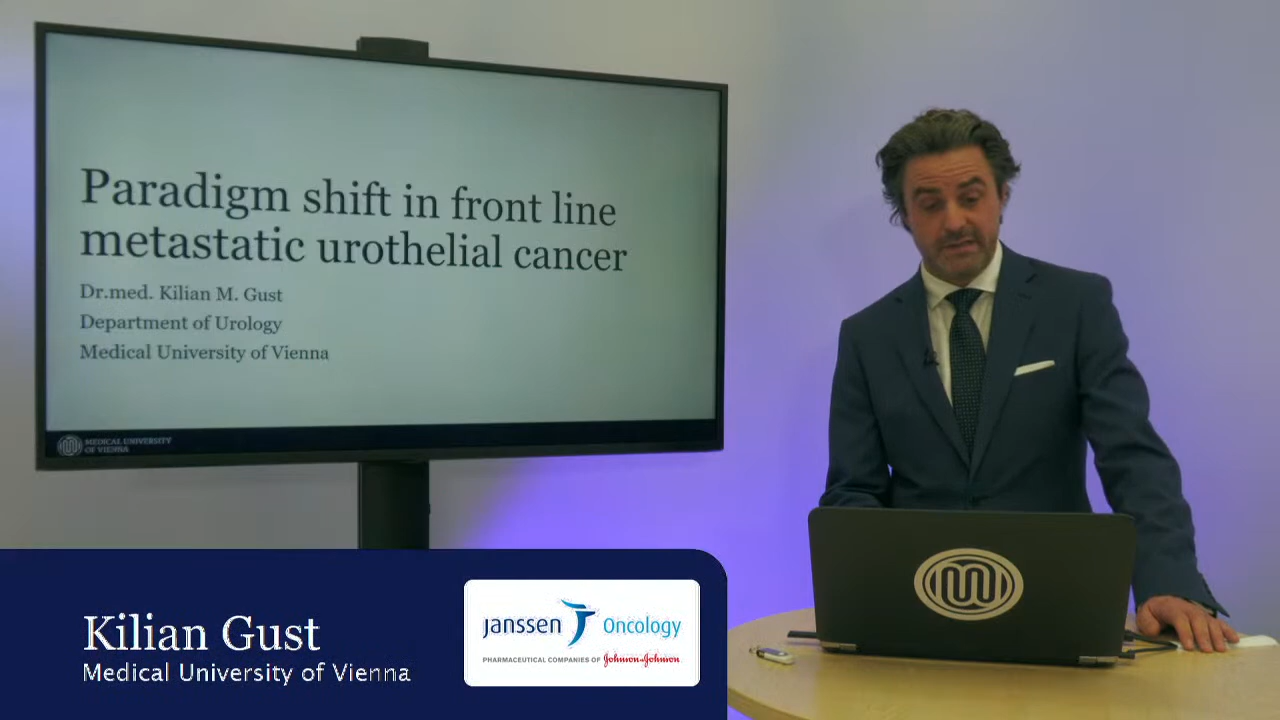 Paradigm shift in front line
metastatic urothelial cancer
Dr.med. Kilian M. Gust
Department of Urology
Medical University of Vienna
MEDICAL UNIVERSITY
OF VIENNA
Kilian Gust
Medical University of Vienna
janssen Oncology
PHARMACEUTICAL COMPANIES OF Johnson & Johnson